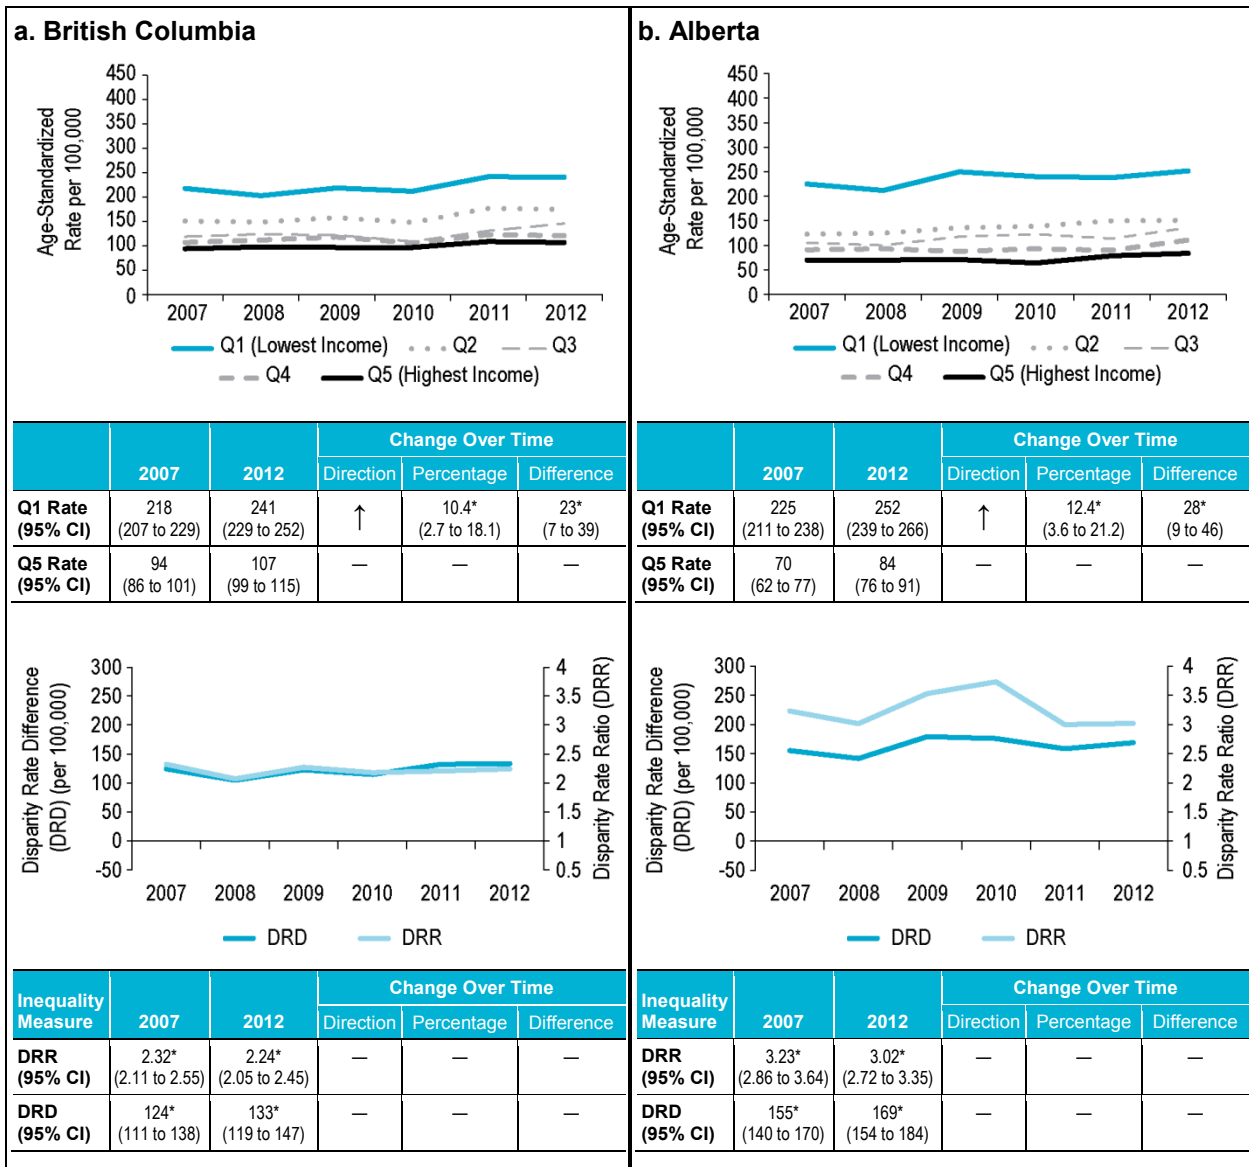 a. British Columbia
Age-Standardized
Rate per 100,000
450
400
350
300
250
200
150
100
50
0
2007 2008 2009 2010 2011 2012
Q1 (Lowest Income) Q2 Q3
Q4 Q5 (Highest Income)
Change Over Time
2007 2012 Direction Percentage Difference
Q1 Rate 218 241 ↑ 10.4* 23*
(95% CI) (207 to 229) (229 to 252) (2.7 to 18.1) (7 to 39)
Q5 Rate 94 107 — — —
(95% CI) (86 to 101) (99 to 115)
Disparity Rate Difference
(DRD) (per 100,000)
300
250
200
150
100
50
0
-50
4
3.5
3
2.5
2
1.5
1
0.5
Disparity Rate Ratio (DRR)
2007 2008 2009 2010 2011 2012
DRD DRR
Inequality Change Over Time
Measure 2007 2012 Direction Percentage Difference
DRR 2.32* 2.24* — — —
(95% CI) (2.11 to 2.55) (2.05 to 2.45)
DRD 124* 133* — — —
(95% CI) (111 to 138) (119 to 147)
b. Alberta
Age-Standardized
Rate per 100,000
450
400
350
300
250
200
150
100
50
0
2007 2008 2009 2010 2011 2012
Q1 (Lowest Income) Q2 Q3
Q4 Q5 (Highest Income)
Change Over Time
2007 2012 Direction Percentage Difference
Q1 Rate 225 252 ↑ 12.4* 28*
(95% CI) (211 to 238) (239 to 266) (3.6 to 21.2) (9 to 46)
Q5 Rate 70 84 — — —
(95% CI) (62 to 77) (76 to 91)
Disparity Rate Difference
(DRD) (per 100,000)
300
250
200
150
100
50
0
-50
4
3.5
3
2.5
2
1.5
1
0.5
Disparity Rate Ratio (DRR)
2007 2008 2009 2010 2011 2012
DRD DRR
Inequality Change Over Time
Measure 2007 2012 Direction Percentage Difference
DRR 3.23* 3.02* — — —
(95% CI) (2.86 to 3.64) (2.72 to 3.35)
DRD 155* 169* — — —
(95% CI) (140 to 170) (154 to 184)